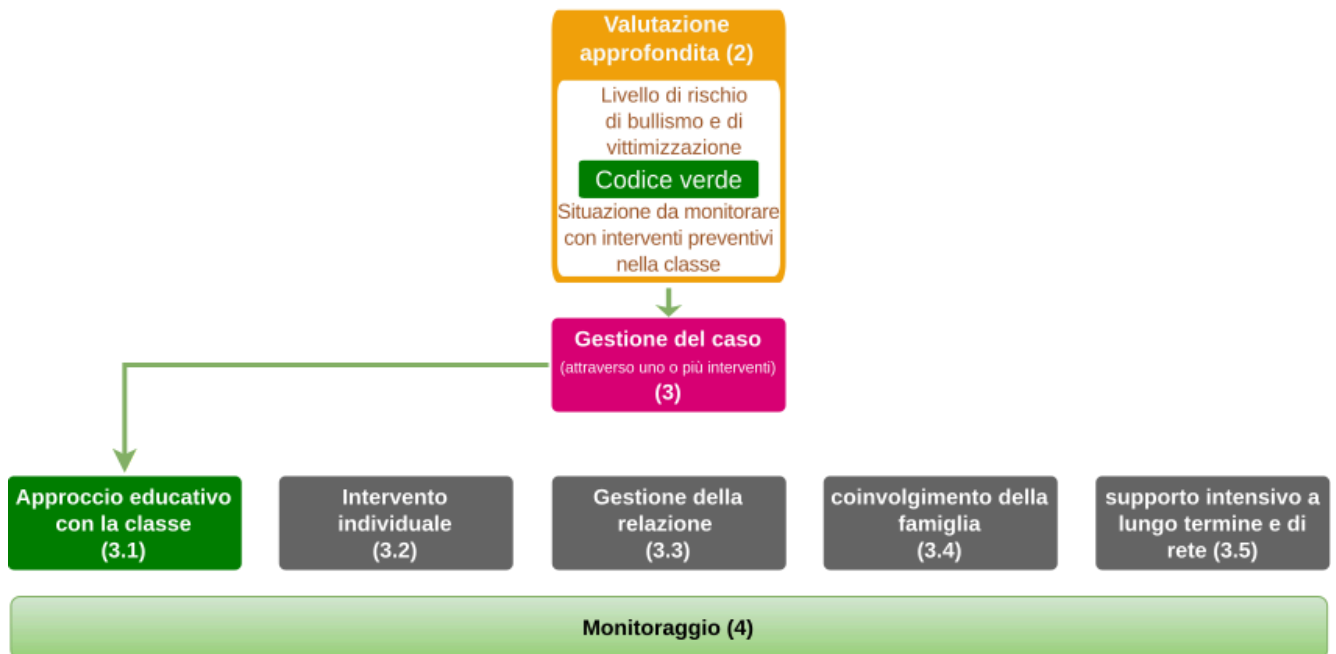 Valutazione
approfondita (2)
Livello di rischio
di bullismo e di
vittimizzazione
Codice verde
Situazione da monitorare
con interventi preventivi
nella classe
Gestione del caso
(attraverso uno o più interventi)
(3)
Approccio educativo
con la classe
(3.1)
Intervento
individuale
(3.2)
Gestione della
relazione
(3.3)
coinvolgimento della
famiglia
(3.4)
supporto intensivo a
lungo termine e di
rete (3.5)
Monitoraggio (4)